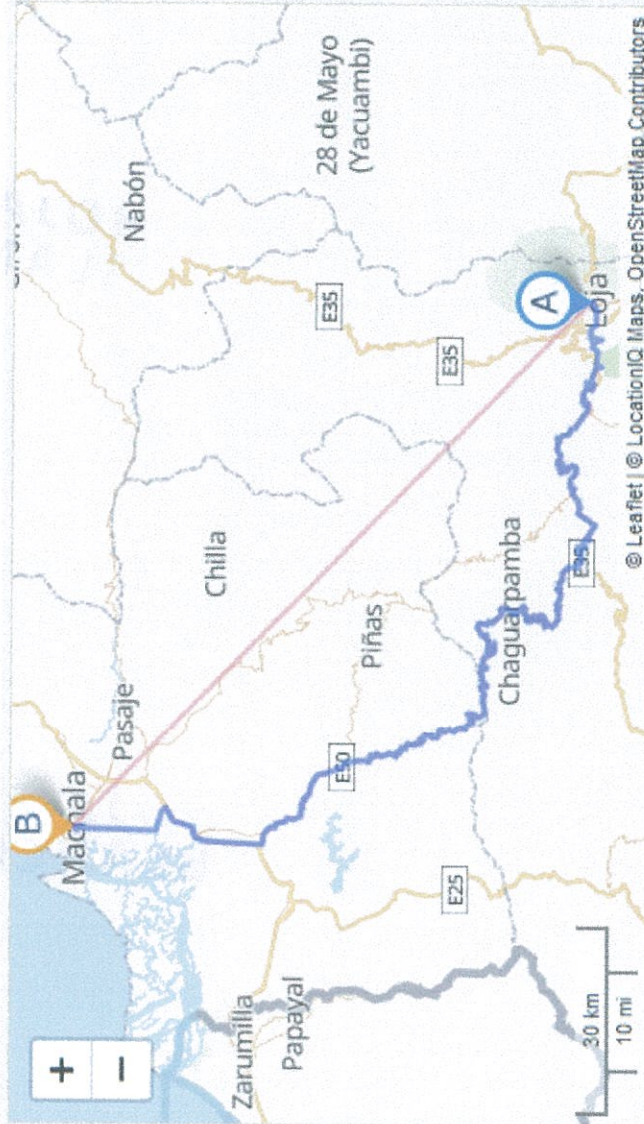 B
+
Machala
−
Pasaje
Nabón
Chilla
Zarumilla
Papayal
28 de Mayo
(Yacuambi)
E35
E50
Piñas
E35
E25
Chaguarpamba
A
E35
Loja
30 km
10 mi
© Leaflet | © LocationIQ Maps, OpenStreetMap Contributors